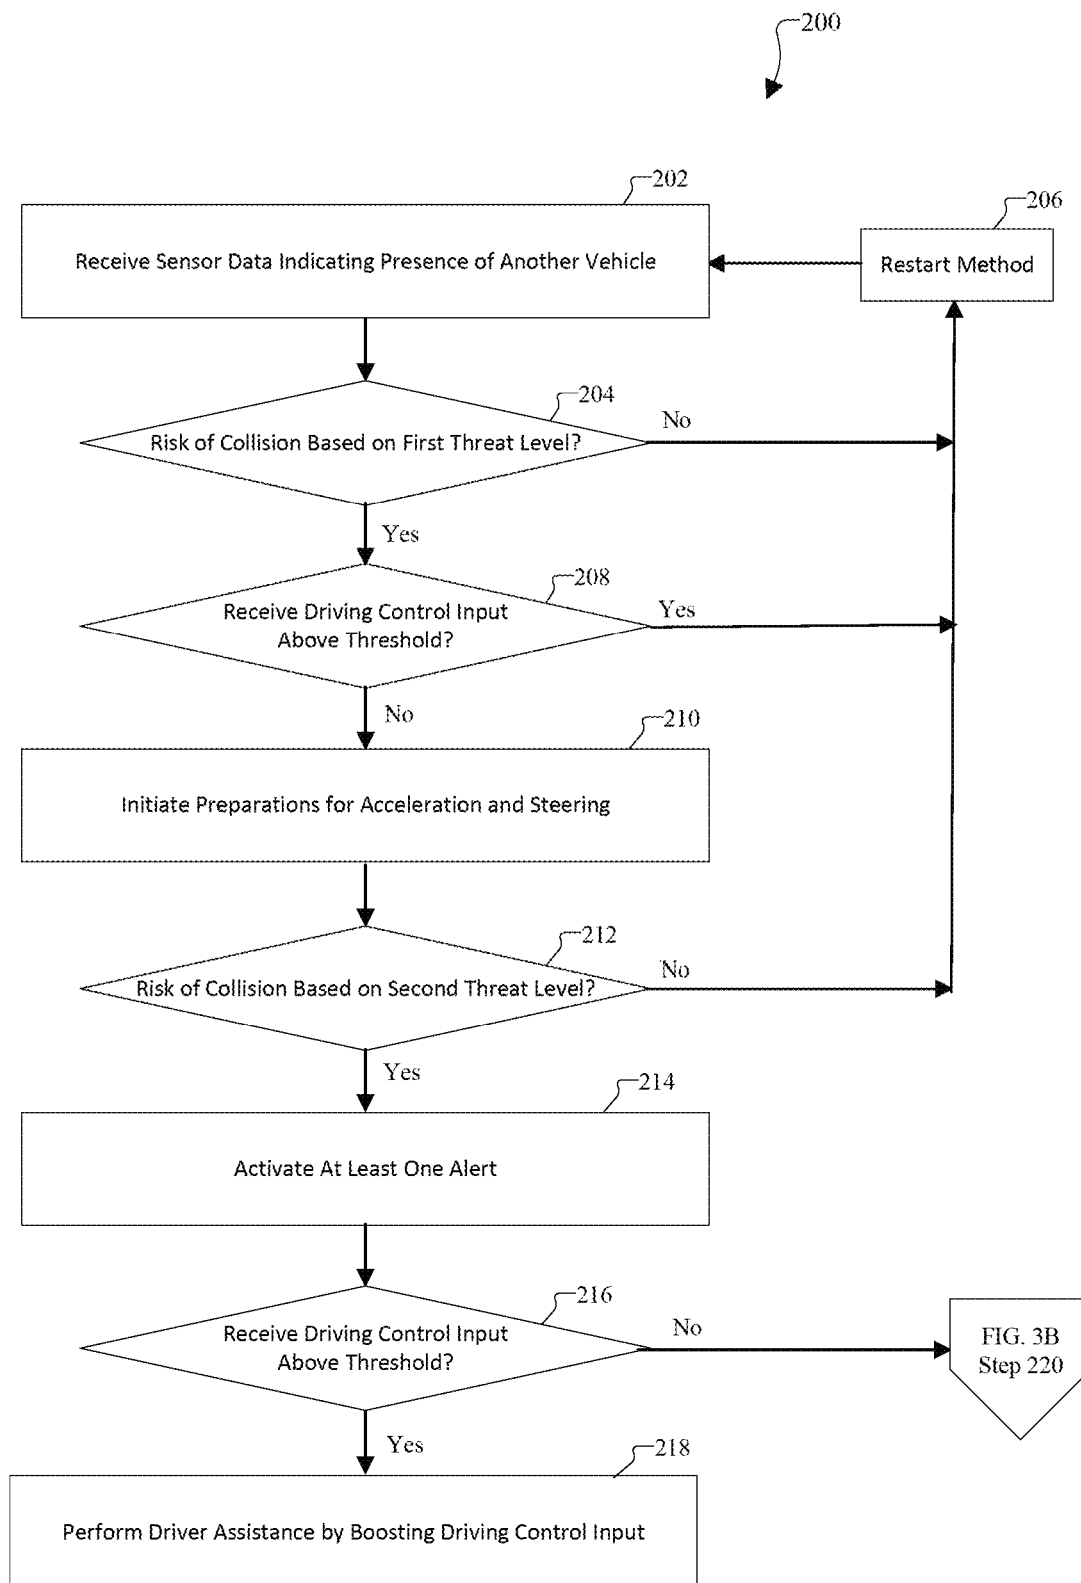 200
202
Receive Sensor Data Indicating Presence of Another Vehicle
206
Restart Method
204
Risk of Collision Based on First Threat Level?
No
Yes
208
Receive Driving Control Input
Above Threshold?
Yes
No
210
Initiate Preparations for Acceleration and Steering
212
Risk of Collision Based on Second Threat Level?
No
Yes
214
Activate At Least One Alert
216
Receive Driving Control Input
Above Threshold?
No
FIG. 3B
Step 220
Yes
218
Perform Driver Assistance by Boosting Driving Control Input